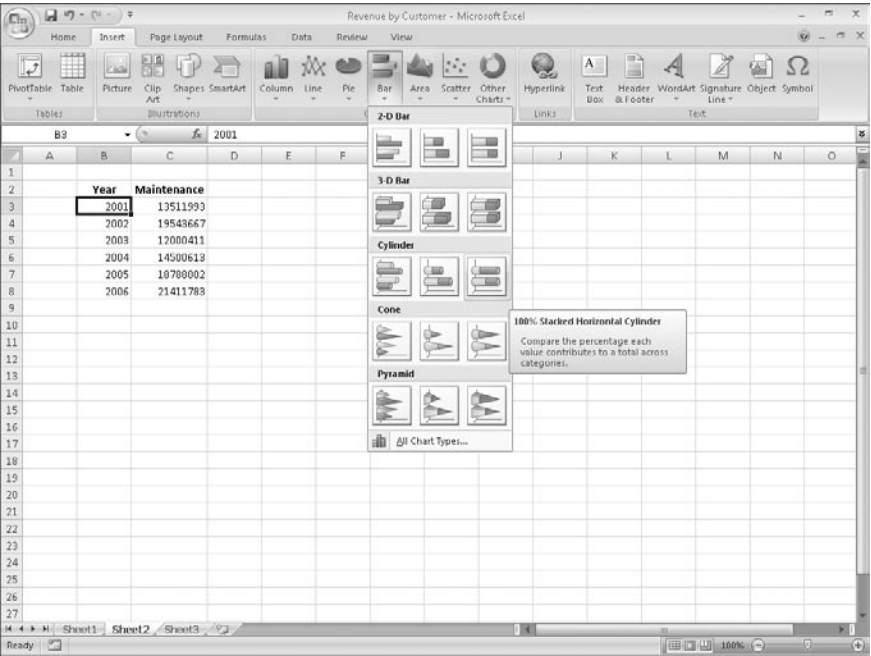 Revenue by Customer - Microsoft Excel
Home Insert Page Layout Formulas Data Review View
PivotTable Table Picture Clip Art Shapes SmartArt Column Line Pie Bar Area Scatter Other Charts Hyperlink Text Box Header & Footer WordArt Signature Line Object Symbol
Tables Illustrations Links Text
B3 fx 2001
A B C D E F J K L M N O
1
2 Year Maintenance
3 2001 13511993
4 2002 19543667
5 2003 12000411
6 2004 14500613
7 2005 18788002
8 2006 21411783
9
10
11
12
13
14
15
16
17
18
19
20
21
22
23
24
25
26
27
2-D Bar
3-D Bar
Cylinder
Cone
Pyramid
All Chart Types...
100% Stacked Horizontal Cylinder
Compare the percentage each
value contributes to a total across
categories.
Sheet1 Sheet2 Sheet3
Ready 100%